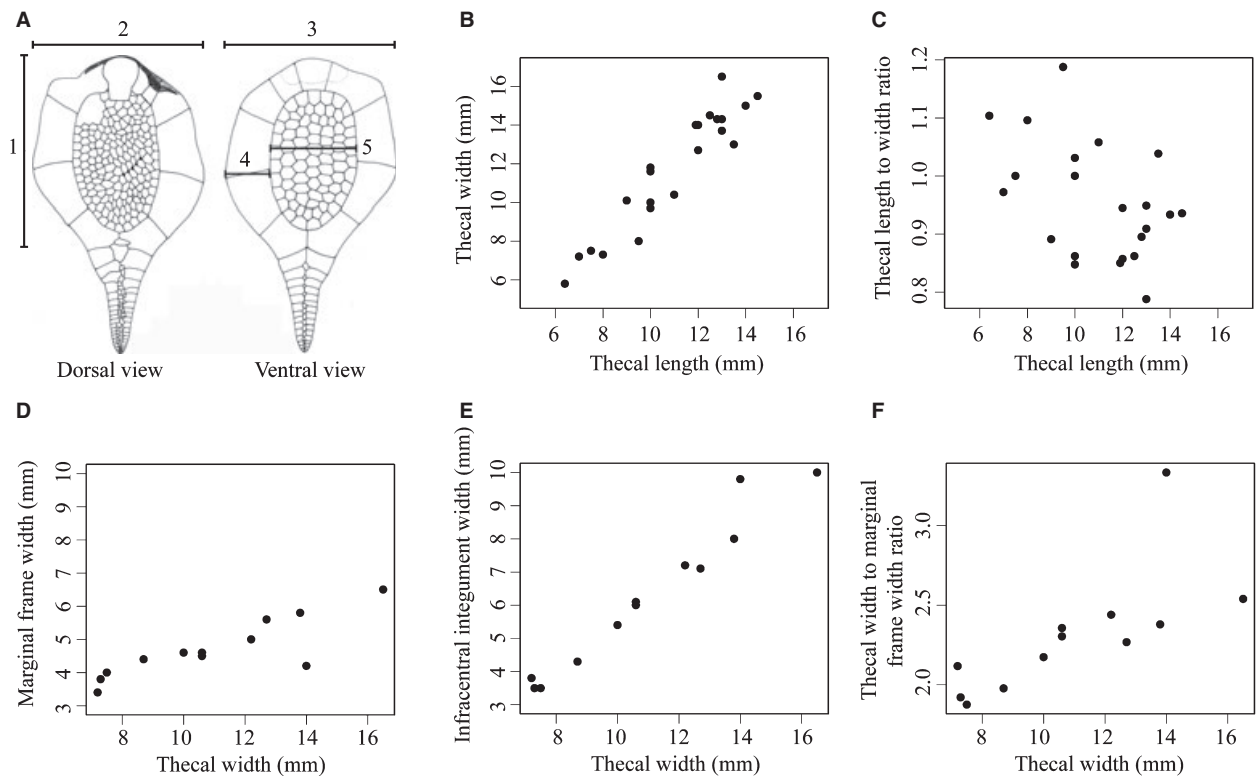 A
2
3
1
4
5
Dorsal view
Ventral view
B
Thecal width (mm)
16
14
12
10
8
6
6 8 10 12 14 16
Thecal length (mm)
C
Thecal length to width ratio
1.2
1.1
1.0
0.9
0.8
6 8 10 12 14 16
Thecal length (mm)
D
Marginal frame width (mm)
10
9
8
7
6
5
4
3
8 10 12 14 16
Thecal width (mm)
E
Infracentral integument width (mm)
10
9
8
7
6
5
4
3
8 10 12 14 16
Thecal width (mm)
F
Thecal width to marginal
frame width ratio
3.0
2.5
2.0
8 10 12 14 16
Thecal width (mm)